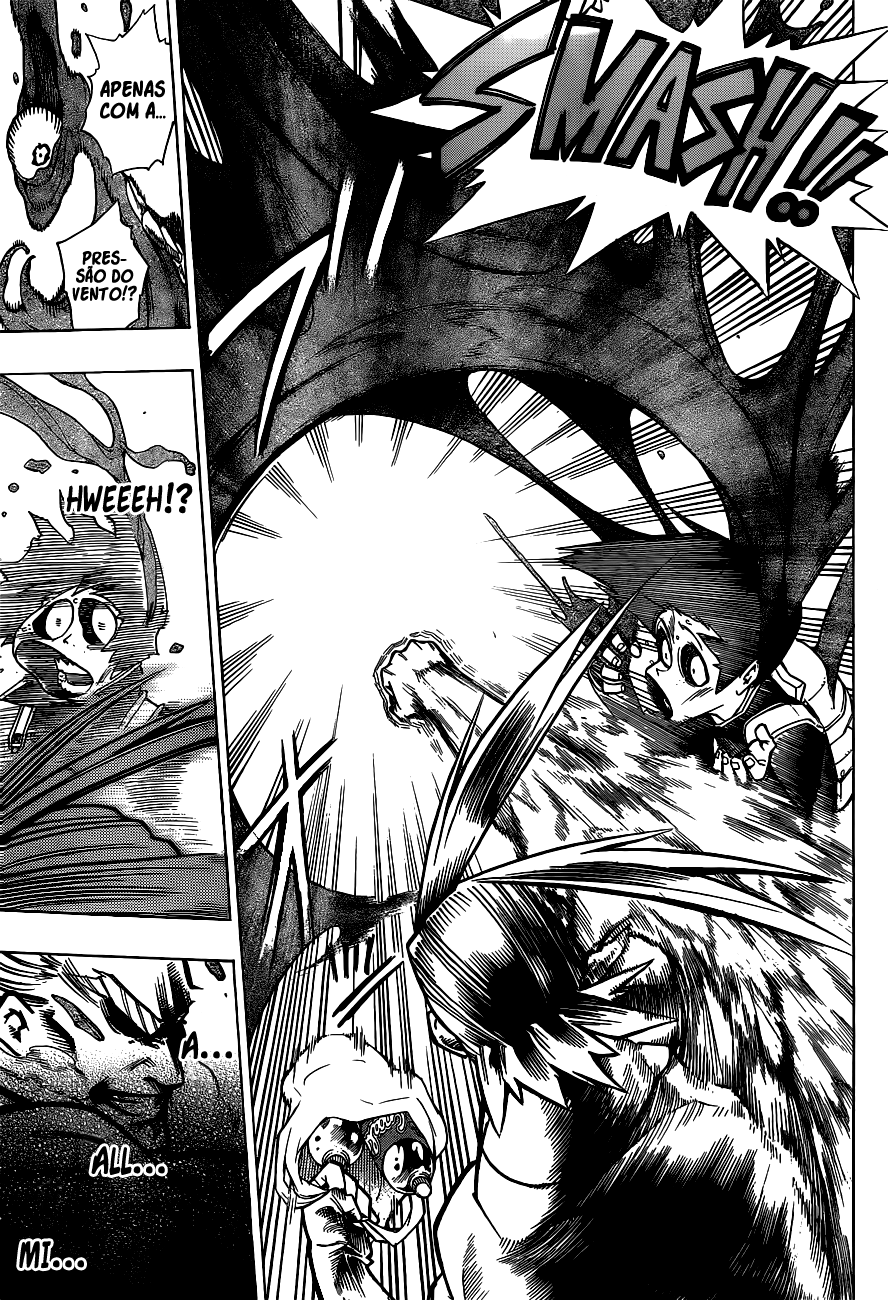 SMASH!!
APENAS
COM A...
PRES-
SÃO DO
VENTO!?
HWEEEH!?
A...
ALL...
MI...